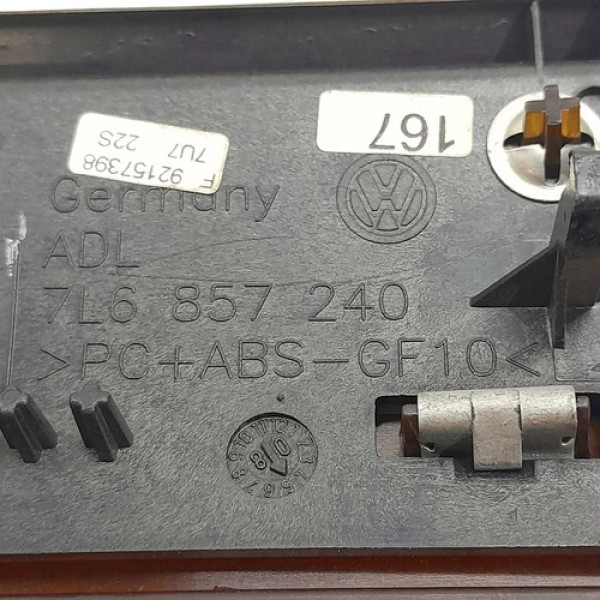 F
92157398
7U7
22S
167
Germany
ADL
7L6 857 240
>PC+ABS-GF10<